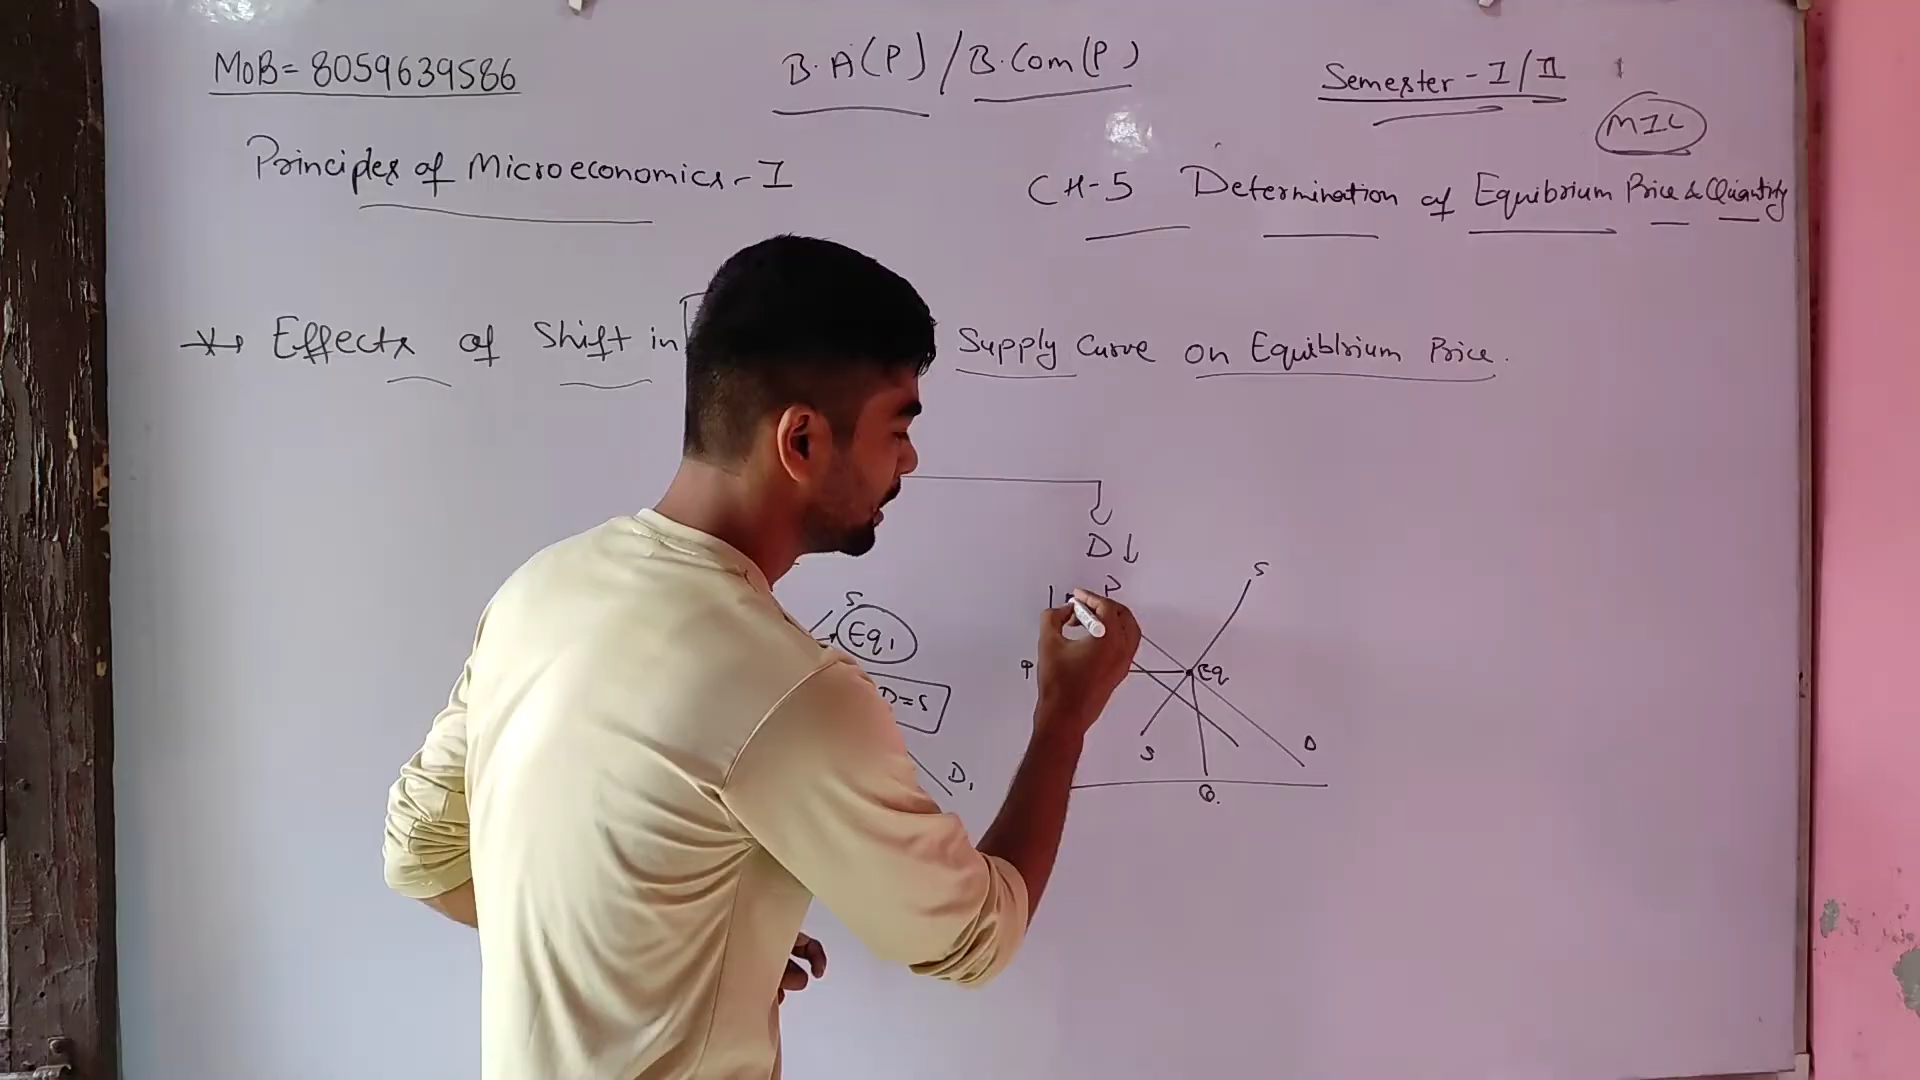 MOB = 8059639586
B.A(P) / B.Com(P)
Semester - I/II
MIL
Principles of Microeconomics - I
CH-5 Determination of Equibrium Price & Quantity
Effects of Shift in
Supply Curve on Equiblrium Price.
D ↓
S
Eq1
D=S
D1
D
P
S
Eq
S
D
Q.